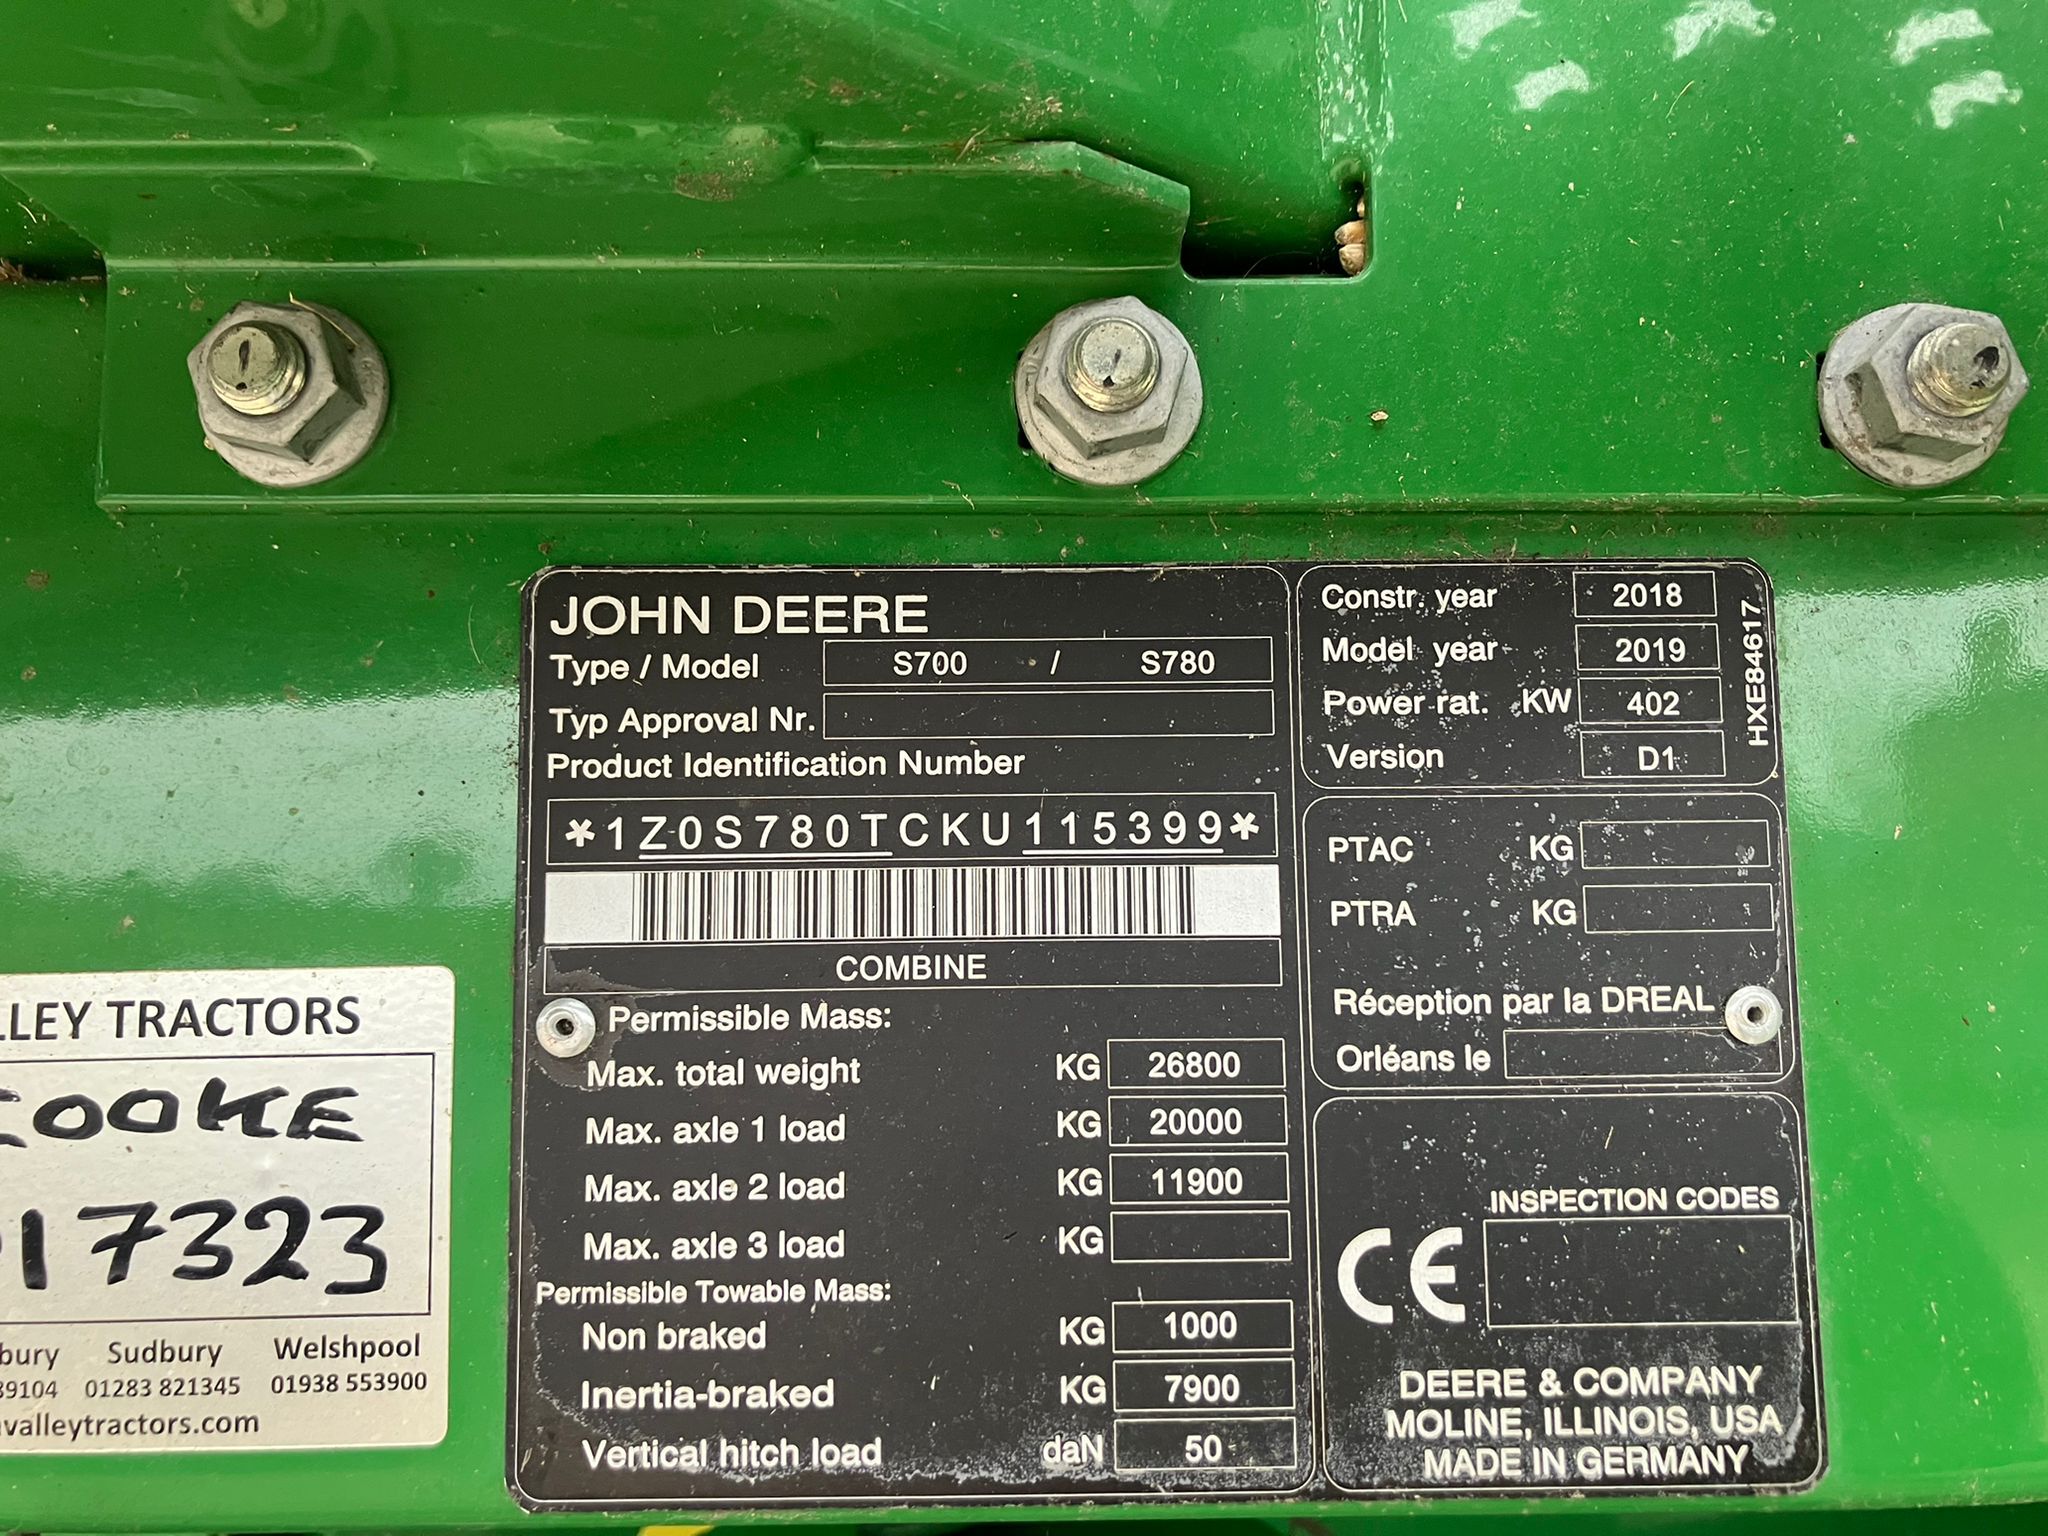 JOHN DEERE
Type / Model S700 / S780
Typ Approval Nr.
Product Identification Number
*1Z0S780TCKU115399*
COMBINE
Permissible Mass:
Max. total weight KG 26800
Max. axle 1 load KG 20000
Max. axle 2 load KG 11900
Max. axle 3 load KG
Permissible Towable Mass:
Non braked KG 1000
Inertia-braked KG 7900
Vertical hitch load daN 50
Constr. year 2018
Model year 2019
Power rat. KW 402
Version D1
HXE84617
PTAC KG
PTRA KG
Réception par la DREAL
Orléans le
INSPECTION CODES
CE
DEERE & COMPANY
MOLINE, ILLINOIS, USA
MADE IN GERMANY
LLEY TRACTORS
COOKE
17323
bury Sudbury Welshpool
39104 01283 821345 01938 553900
valleytractors.com